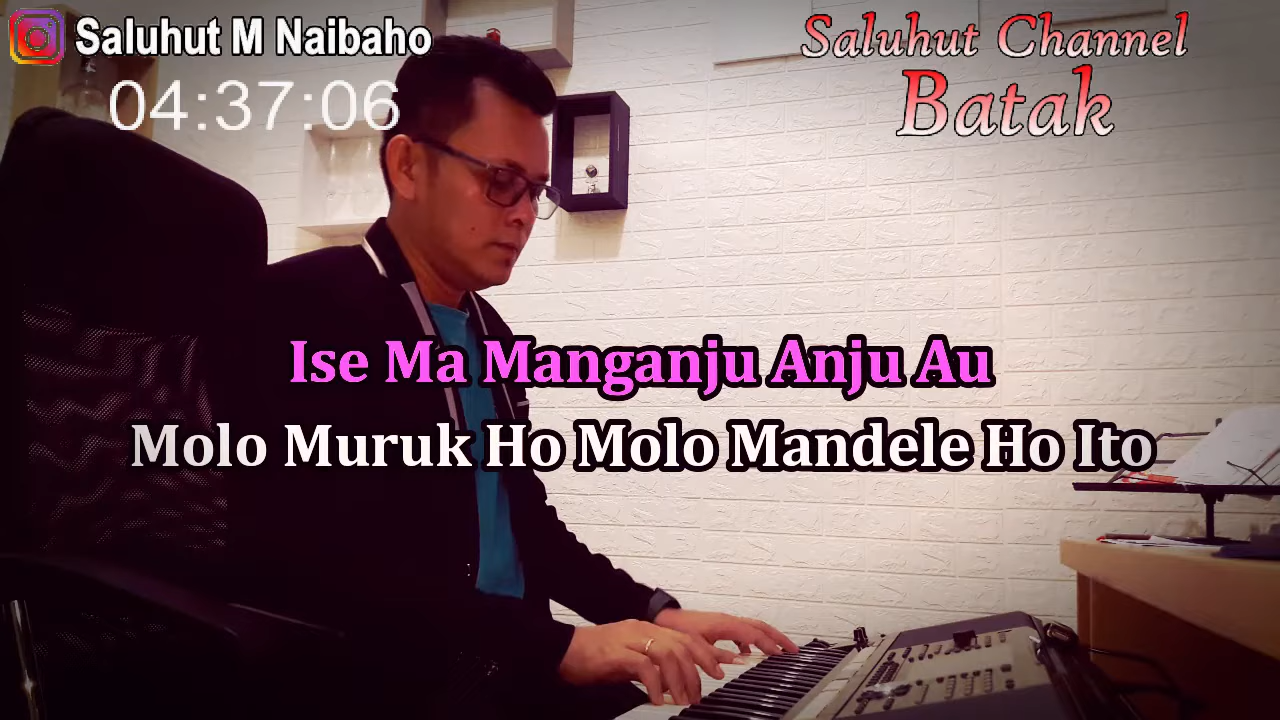 Saluhut M Naibaho
04:37:06
Saluhut Channel
Batak
Ise Ma Manganju Anju Au
Molo Muruk Ho Molo Mandele Ho Ito